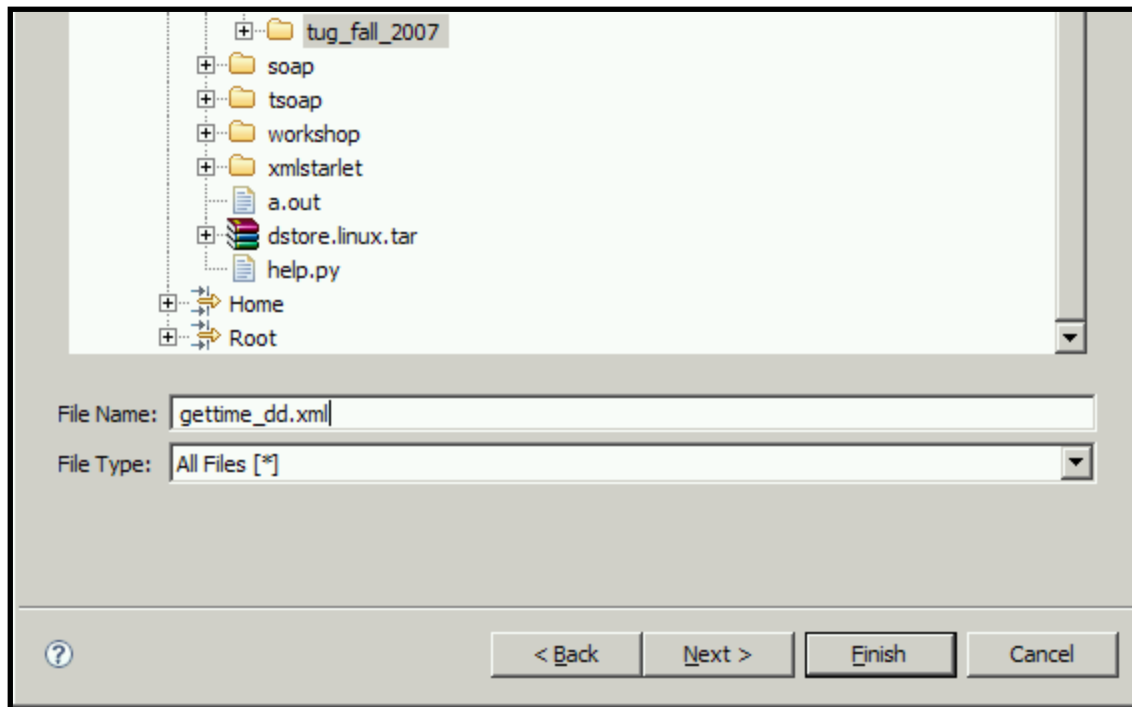 tug_fall_2007
soap
tsoap
workshop
xmlstarlet
a.out
dstore.linux.tar
help.py
Home
Root
File Name: gettime_dd.xml
File Type: All Files [*]
? < Back Next > Finish Cancel